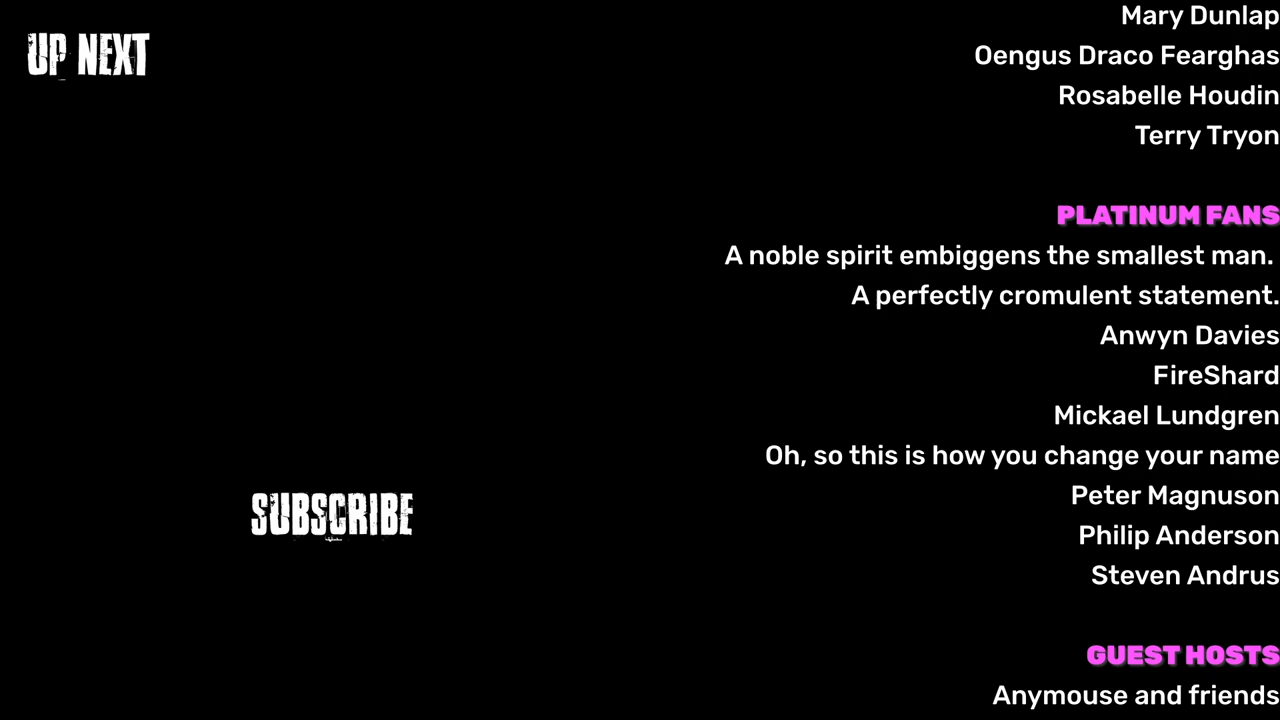 UP NEXT
SUBSCRIBE
Mary Dunlap
Oengus Draco Fearghas
Rosabelle Houdin
Terry Tryon
PLATINUM FANS
A noble spirit embiggens the smallest man.
A perfectly cromulent statement.
Anwyn Davies
FireShard
Mickael Lundgren
Oh, so this is how you change your name
Peter Magnuson
Philip Anderson
Steven Andrus
GUEST HOSTS
Anymouse and friends